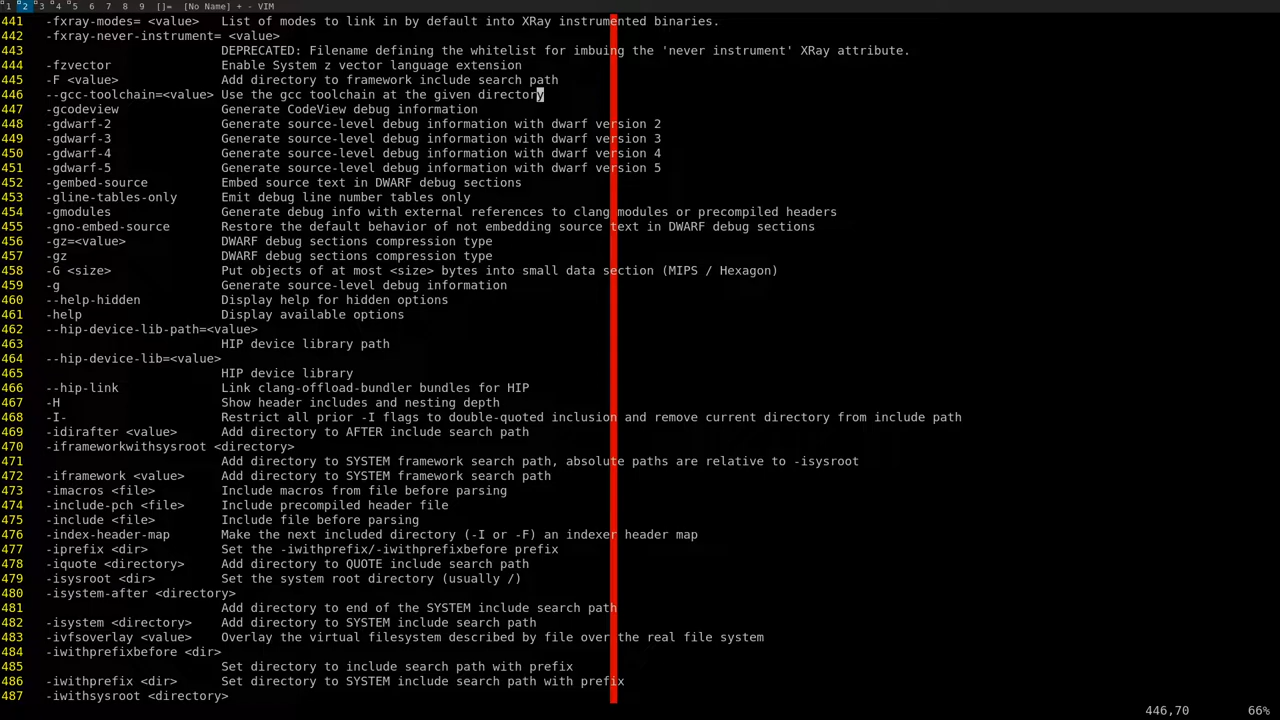 1 2 3 4 5 6 7 8 9 []= [No Name] + - VIM
441 -fxray-modes= <value> List of modes to link in by default into XRay instrumented binaries.
442 -fxray-never-instrument= <value>
443 DEPRECATED: Filename defining the whitelist for imbuing the 'never instrument' XRay attribute.
444 -fzvector Enable System z vector language extension
445 -F <value> Add directory to framework include search path
446 --gcc-toolchain=<value> Use the gcc toolchain at the given directory
447 -gcodeview Generate CodeView debug information
448 -gdwarf-2 Generate source-level debug information with dwarf version 2
449 -gdwarf-3 Generate source-level debug information with dwarf version 3
450 -gdwarf-4 Generate source-level debug information with dwarf version 4
451 -gdwarf-5 Generate source-level debug information with dwarf version 5
452 -gembed-source Embed source text in DWARF debug sections
453 -gline-tables-only Emit debug line number tables only
454 -gmodules Generate debug info with external references to clang modules or precompiled headers
455 -gno-embed-source Restore the default behavior of not embedding source text in DWARF debug sections
456 -gz=<value> DWARF debug sections compression type
457 -gz DWARF debug sections compression type
458 -G <size> Put objects of at most <size> bytes into small data section (MIPS / Hexagon)
459 -g Generate source-level debug information
460 --help-hidden Display help for hidden options
461 -help Display available options
462 --hip-device-lib-path=<value>
463 HIP device library path
464 --hip-device-lib=<value>
465 HIP device library
466 --hip-link Link clang-offload-bundler bundles for HIP
467 -H Show header includes and nesting depth
468 -I- Restrict all prior -I flags to double-quoted inclusion and remove current directory from include path
469 -idirafter <value> Add directory to AFTER include search path
470 -iframeworkwithsysroot <directory>
471 Add directory to SYSTEM framework search path, absolute paths are relative to -isysroot
472 -iframework <value> Add directory to SYSTEM framework search path
473 -imacros <file> Include macros from file before parsing
474 -include-pch <file> Include precompiled header file
475 -include <file> Include file before parsing
476 -index-header-map Make the next included directory (-I or -F) an indexer header map
477 -iprefix <dir> Set the -iwithprefix/-iwithprefixbefore prefix
478 -iquote <directory> Add directory to QUOTE include search path
479 -isysroot <dir> Set the system root directory (usually /)
480 -isystem-after <directory>
481 Add directory to end of the SYSTEM include search path
482 -isystem <directory> Add directory to SYSTEM include search path
483 -ivfsoverlay <value> Overlay the virtual filesystem described by file over the real file system
484 -iwithprefixbefore <dir>
485 Set directory to include search path with prefix
486 -iwithprefix <dir> Set directory to SYSTEM include search path with prefix
487 -iwithsysroot <directory>
446,70 66%